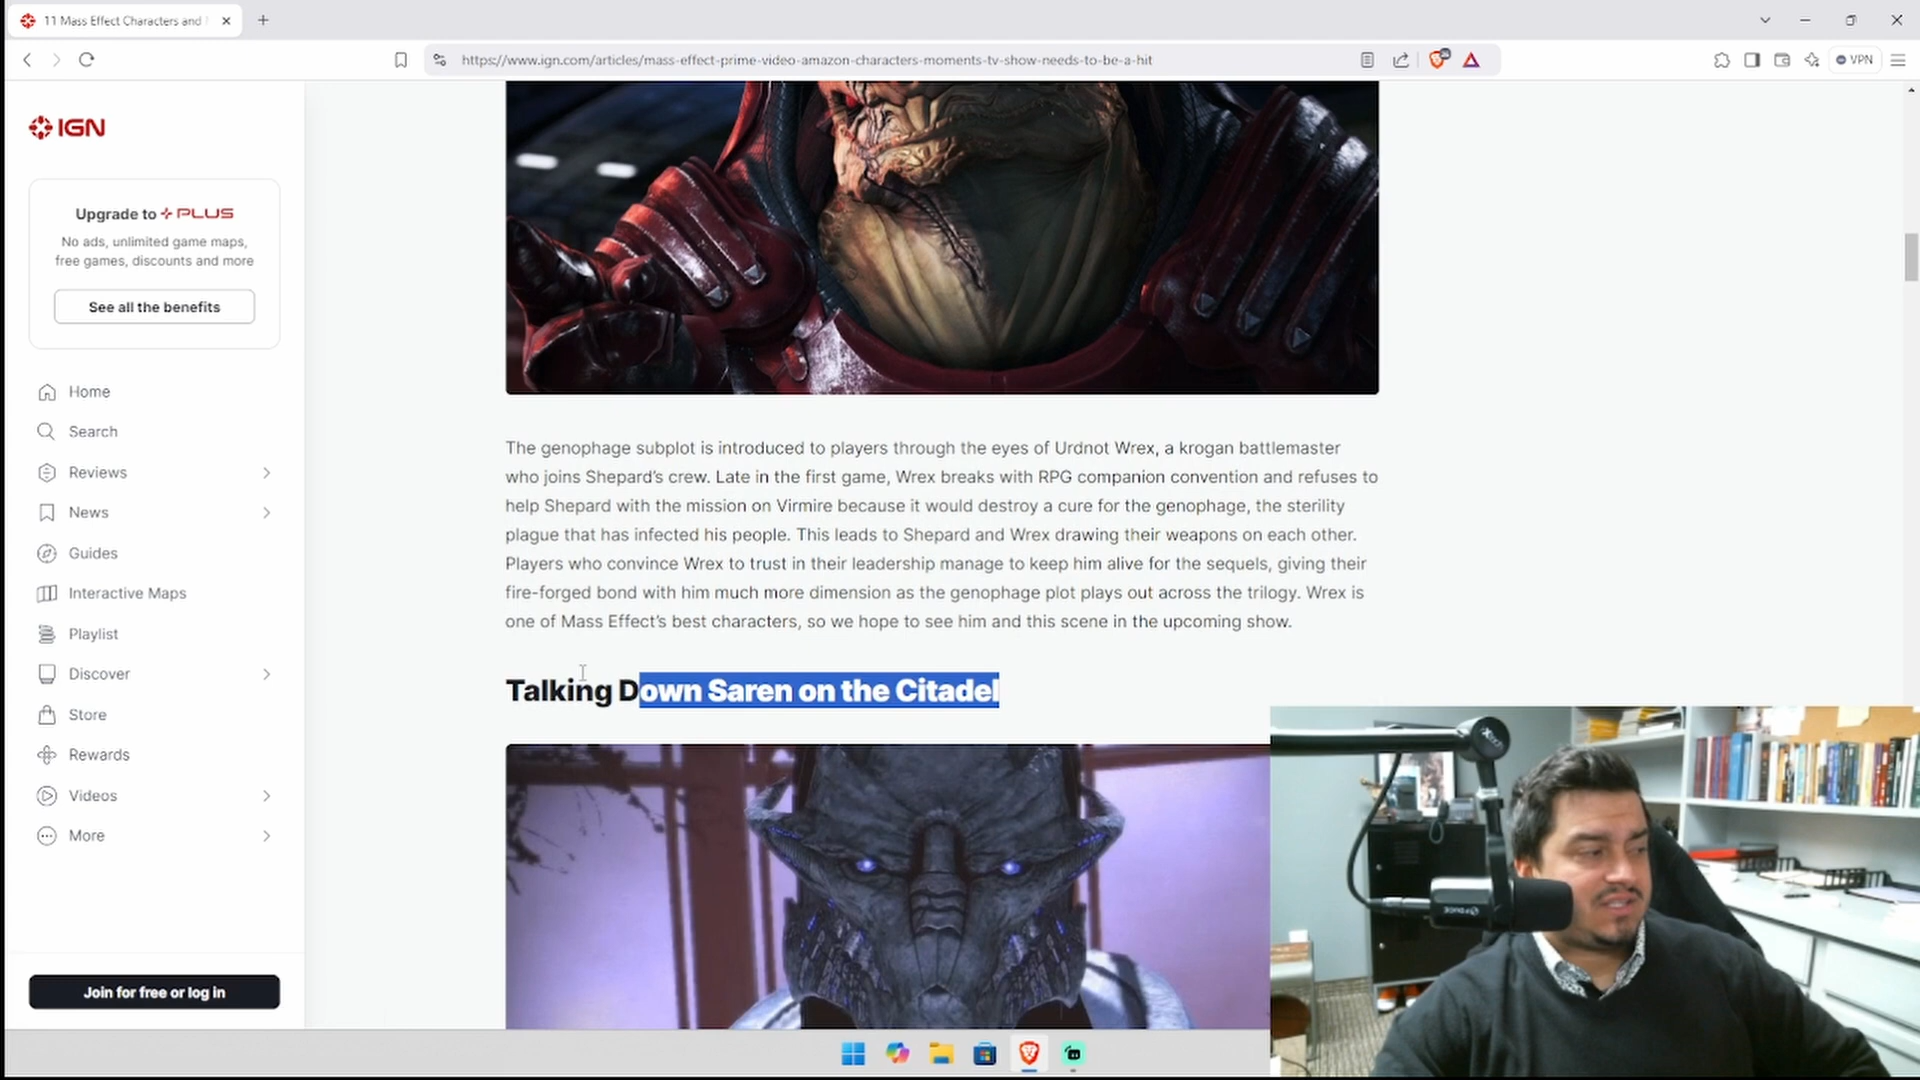 11 Mass Effect Characters and
https://www.ign.com/articles/mass-effect-prime-video-amazon-characters-moments-tv-show-needs-to-be-a-hit
VPN
IGN
Upgrade to PLUS
No ads, unlimited game maps,
free games, discounts and more
See all the benefits
Home
Search
Reviews
News
Guides
Interactive Maps
Playlist
Discover
Store
Rewards
Videos
More
Join for free or log in
The genophage subplot is introduced to players through the eyes of Urdnot Wrex, a krogan battlemaster
who joins Shepard’s crew. Late in the first game, Wrex breaks with RPG companion convention and refuses to
help Shepard with the mission on Virmire because it would destroy a cure for the genophage, the sterility
plague that has infected his people. This leads to Shepard and Wrex drawing their weapons on each other.
Players who convince Wrex to trust in their leadership manage to keep him alive for the sequels, giving their
fire-forged bond with him much more dimension as the genophage plot plays out across the trilogy. Wrex is
one of Mass Effect’s best characters, so we hope to see him and this scene in the upcoming show.
Talking Down Saren on the Citadel